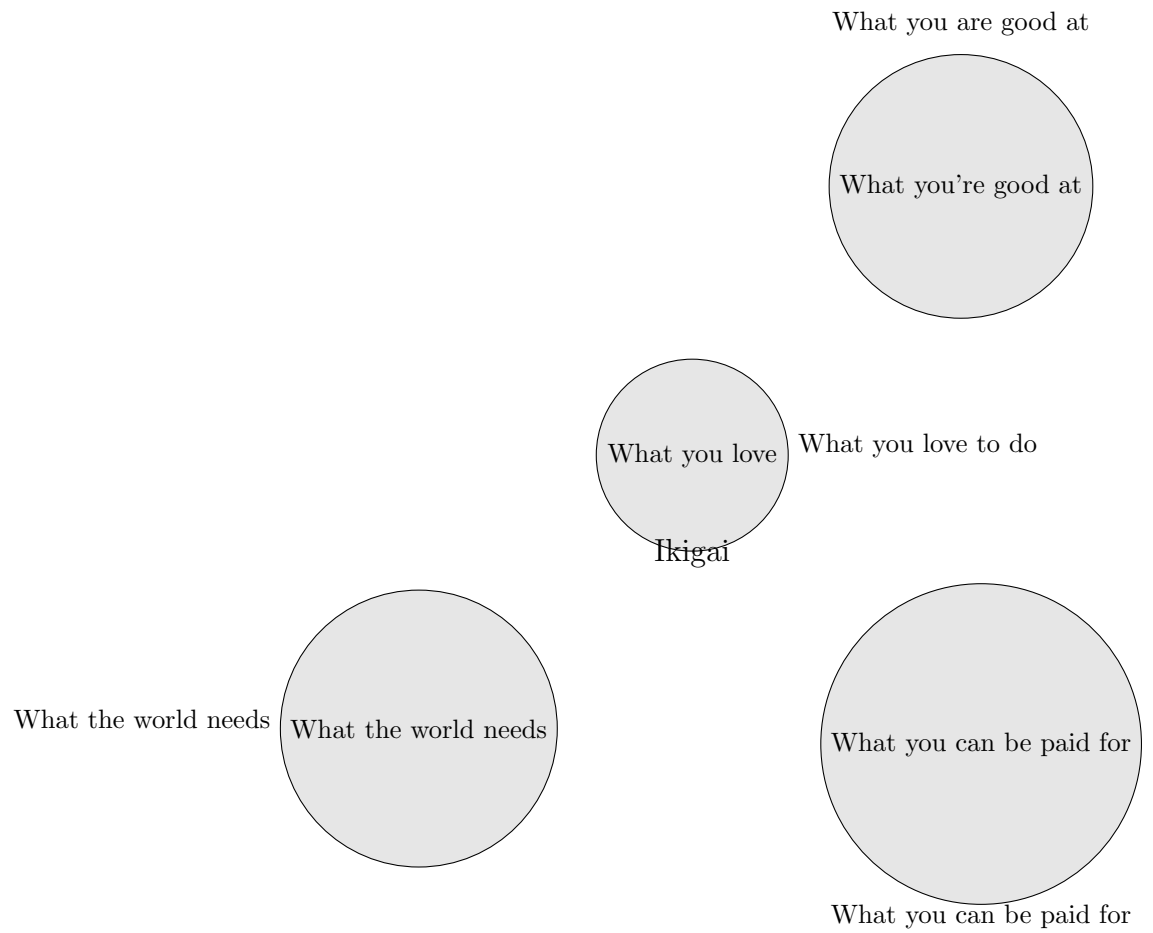 What you are good at
What you're good at
What you love
What you love to do
Ikigai
What the world needs
What the world needs
What you can be paid for
What you can be paid for